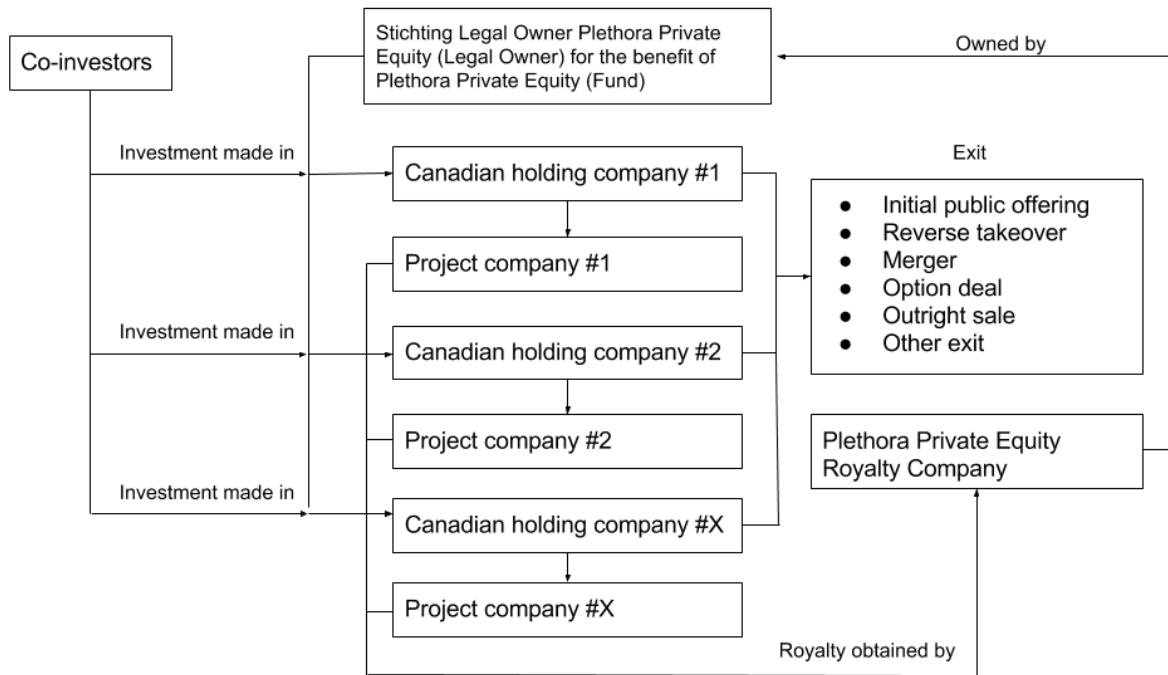 Co-investors
Stichting Legal Owner Plethora Private
Equity (Legal Owner) for the benefit of
Plethora Private Equity (Fund)
Owned by
Investment made in
Canadian holding company #1
Project company #1
Investment made in
Canadian holding company #2
Project company #2
Investment made in
Canadian holding company #X
Project company #X
Exit
● Initial public offering
● Reverse takeover
● Merger
● Option deal
● Outright sale
● Other exit
Plethora Private Equity
Royalty Company
Royalty obtained by